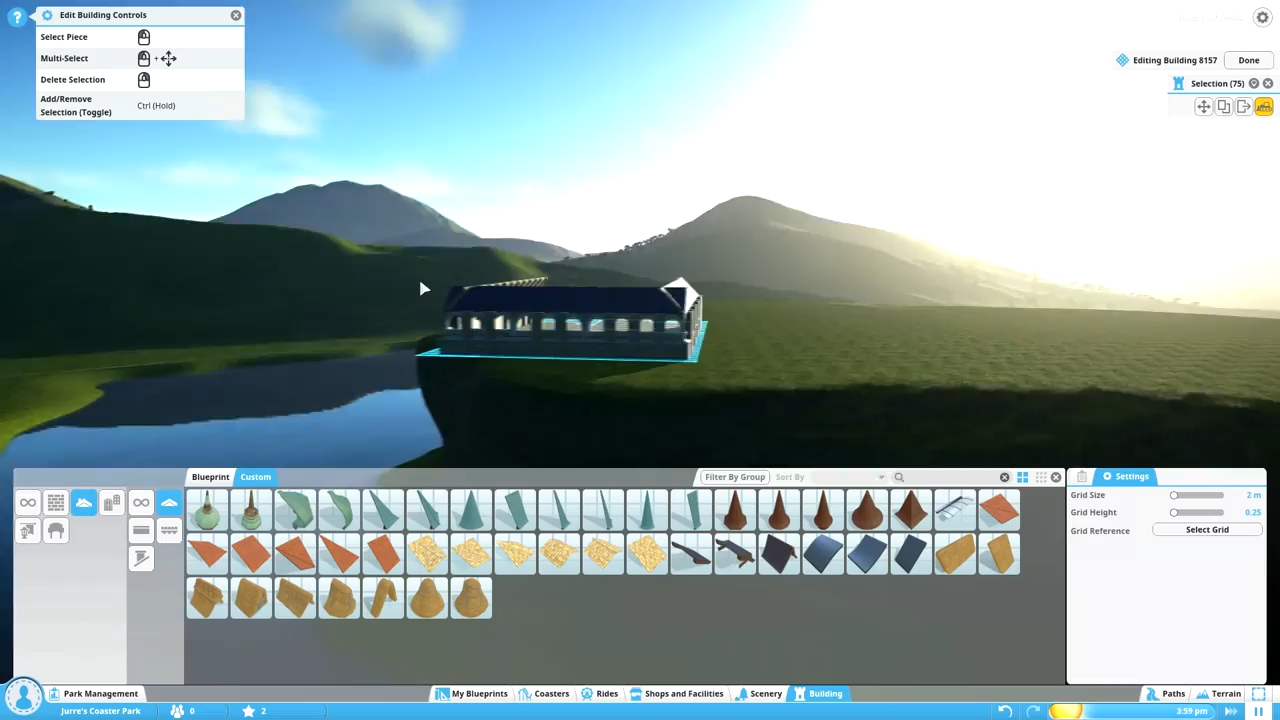 ? Edit Building Controls
Select Piece
Multi-Select +
Delete Selection
Add/Remove
Selection (Toggle) Ctrl (Hold)
Editing Building 8157 Done
Selection (75)
Blueprint Custom Filter By Group Sort By
Settings
Grid Size 2 m
Grid Height 0.25
Grid Reference Select Grid
Park Management My Blueprints Coasters Rides Shops and Facilities Scenery Building Paths Terrain
Jurre's Coaster Park 0 2 3:59 pm